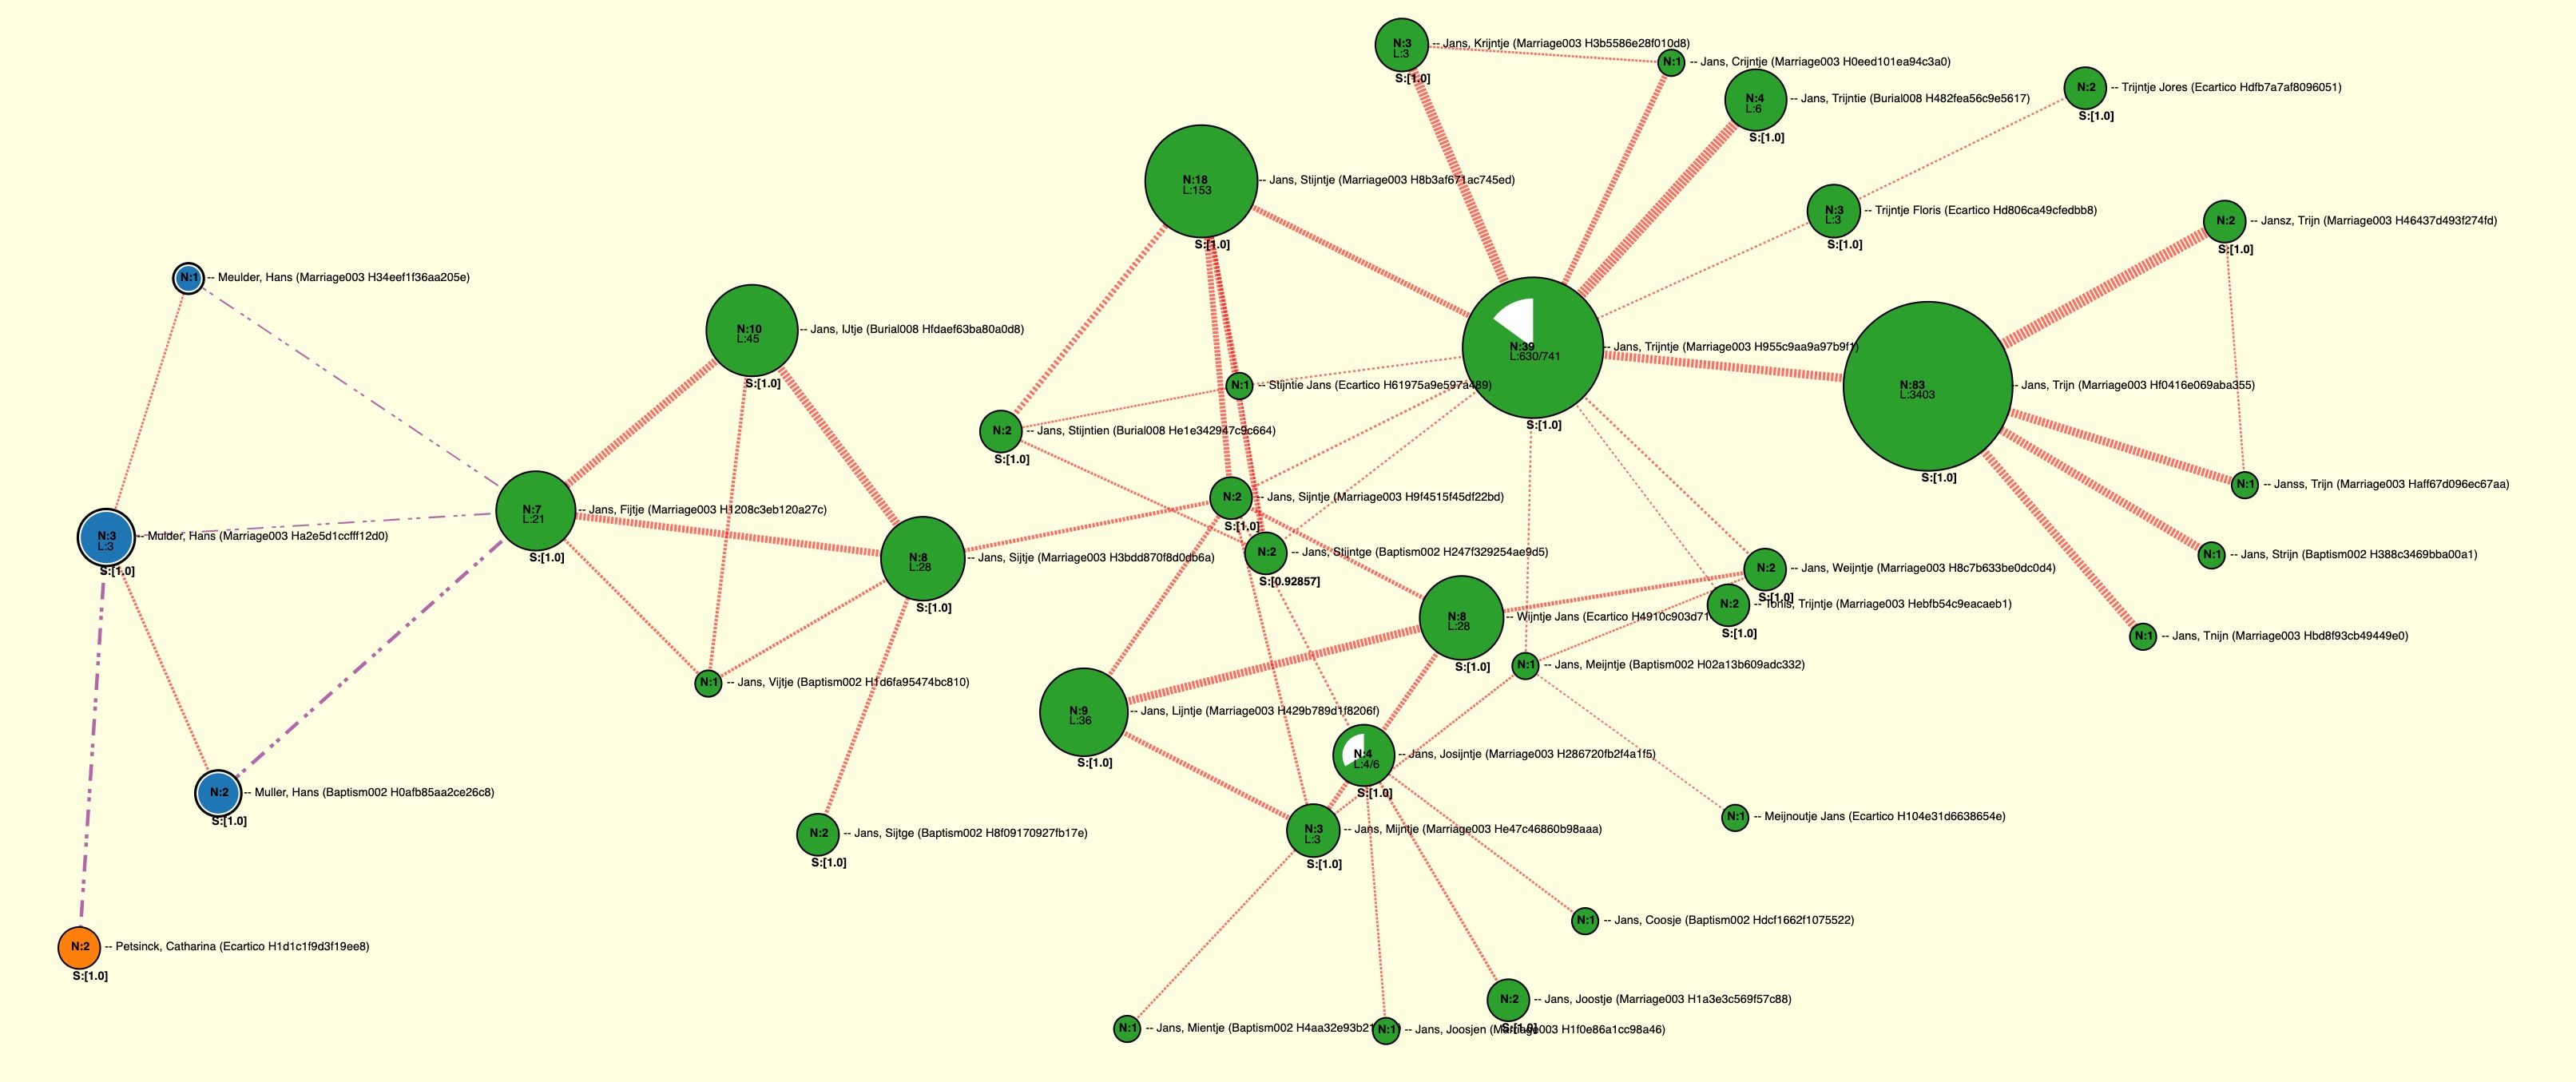 N:3
L:3
S:[1.0]
-- Jans, Krijntje (Marriage003 H3b5586e28f010d8)
N:1
-- Jans, Crijntje (Marriage003 H0eed101ea94c3a0)
N:4
L:6
S:[1.0]
-- Jans, Trijntie (Burial008 H482fea56c9e5617)
N:2
S:[1.0]
-- Trijntje Jores (Ecartico Hdfb7a7af8096051)
N:18
L:153
S:[1.0]
-- Jans, Stijntje (Marriage003 H8b3af671ac745ed)
N:3
L:3
S:[1.0]
-- Trijntje Floris (Ecartico Hd806ca49cfedbb8)
N:2
S:[1.0]
-- Jansz, Trijn (Marriage003 H46437d493f274fd)
N:1
-- Meulder, Hans (Marriage003 H34eef1f36aa205e)
N:10
L:45
S:[1.0]
-- Jans, IJtje (Burial008 Hfdaef63ba80a0d8)
N:39
L:630/741
S:[1.0]
-- Jans, Trijntje (Marriage003 H955c9aa9a97b9f1)
N:83
L:3403
S:[1.0]
-- Jans, Trijn (Marriage003 Hf0416e069aba355)
N:1
-- Stijntie Jans (Ecartico H61975a9e597a489)
N:2
S:[1.0]
-- Jans, Stijntien (Burial008 He1e342947c9c664)
N:1
-- Janss, Trijn (Marriage003 Haff67d096ec67aa)
N:2
S:[1.0]
-- Jans, Sijntje (Marriage003 H9f4515f45df22bd)
N:7
L:21
S:[1.0]
-- Jans, Fijtje (Marriage003 H1208c3eb120a27c)
N:3
L:3
S:[1.0]
-- Mulder, Hans (Marriage003 Ha2e5d1ccfff12d0)
N:8
L:28
S:[1.0]
-- Jans, Sijtje (Marriage003 H3bdd870f8d0db6a)
N:2
S:[0.92857]
-- Jans, Stijntge (Baptism002 H247f329254ae9d5)
N:1
-- Jans, Strijn (Baptism002 H388c3469bba00a1)
N:2
S:[1.0]
-- Jans, Weijntje (Marriage003 H8c7b633be0dc0d4)
N:2
S:[1.0]
-- Tonis, Trijntje (Marriage003 Hebfb54c9eacaeb1)
N:8
L:28
S:[1.0]
-- Wijntje Jans (Ecartico H4910c903d71
N:1
-- Jans, Tnijn (Marriage003 Hbd8f93cb49449e0)
N:1
-- Jans, Meijntje (Baptism002 H02a13b609adc332)
N:1
-- Jans, Vijtje (Baptism002 H1d6fa95474bc810)
N:9
L:36
S:[1.0]
-- Jans, Lijntje (Marriage003 H429b789d1f8206f)
N:4
L:4/6
S:[1.0]
-- Jans, Josijntje (Marriage003 H286720fb2f4a1f5)
N:2
S:[1.0]
-- Muller, Hans (Baptism002 H0afb85aa2ce26c8)
N:1
-- Meijnoutje Jans (Ecartico H104e31d6638654e)
N:3
L:3
S:[1.0]
-- Jans, Mijntje (Marriage003 He47c46860b98aaa)
N:2
S:[1.0]
-- Jans, Sijtge (Baptism002 H8f09170927fb17e)
N:1
-- Jans, Coosje (Baptism002 Hdcf1662f1075522)
N:2
S:[1.0]
-- Petsinck, Catharina (Ecartico H1d1c1f9d3f19ee8)
N:2
S:[1.0]
-- Jans, Joostje (Marriage003 H1a3e3c569f57c88)
N:1
-- Jans, Mientje (Baptism002 H4aa32e93b21
N:1
-- Jans, Joosjen (Marriage003 H1f0e86a1cc98a46)